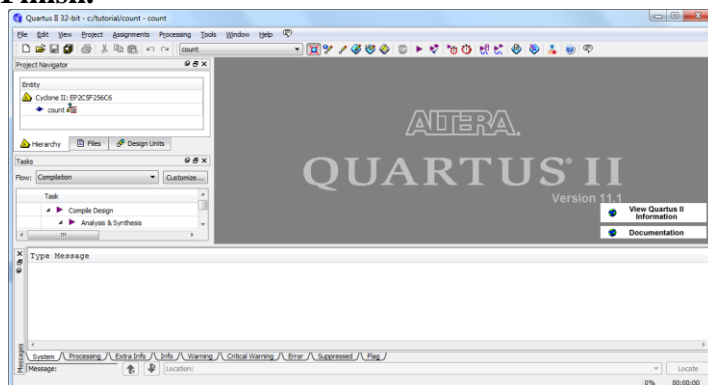 Finish.
Quartus II 32-bit - c:/tutorial/count - count
File Edit View Project Assignments Processing Tools Window Help
count
Project Navigator
Entity
Cyclone II: EP2C5F256C6
count
Hierarchy Files Design Units
Tasks
Flow: Compilation Customize...
Task
Compile Design
Analysis & Synthesis
ALTERA.
QUARTUS® II
Version 11.1
View Quartus II
Information
Documentation
Type Message
System Processing Extra Info Info Warning Critical Warning Error Suppressed Flag
Messages
Message: Location: Locate
0% 00:00:00